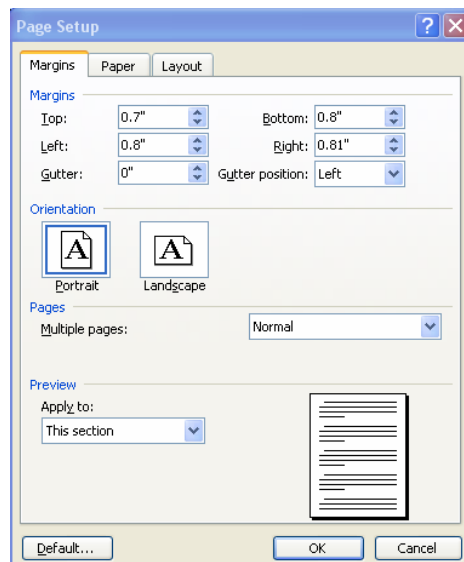 Page Setup
Margins Paper Layout
Margins
Top: 0.7" Bottom: 0.8"
Left: 0.8" Right: 0.81"
Gutter: 0" Gutter position: Left
Orientation
A A
Portrait Landscape
Pages
Multiple pages: Normal
Preview
Apply to:
This section
Default... OK Cancel